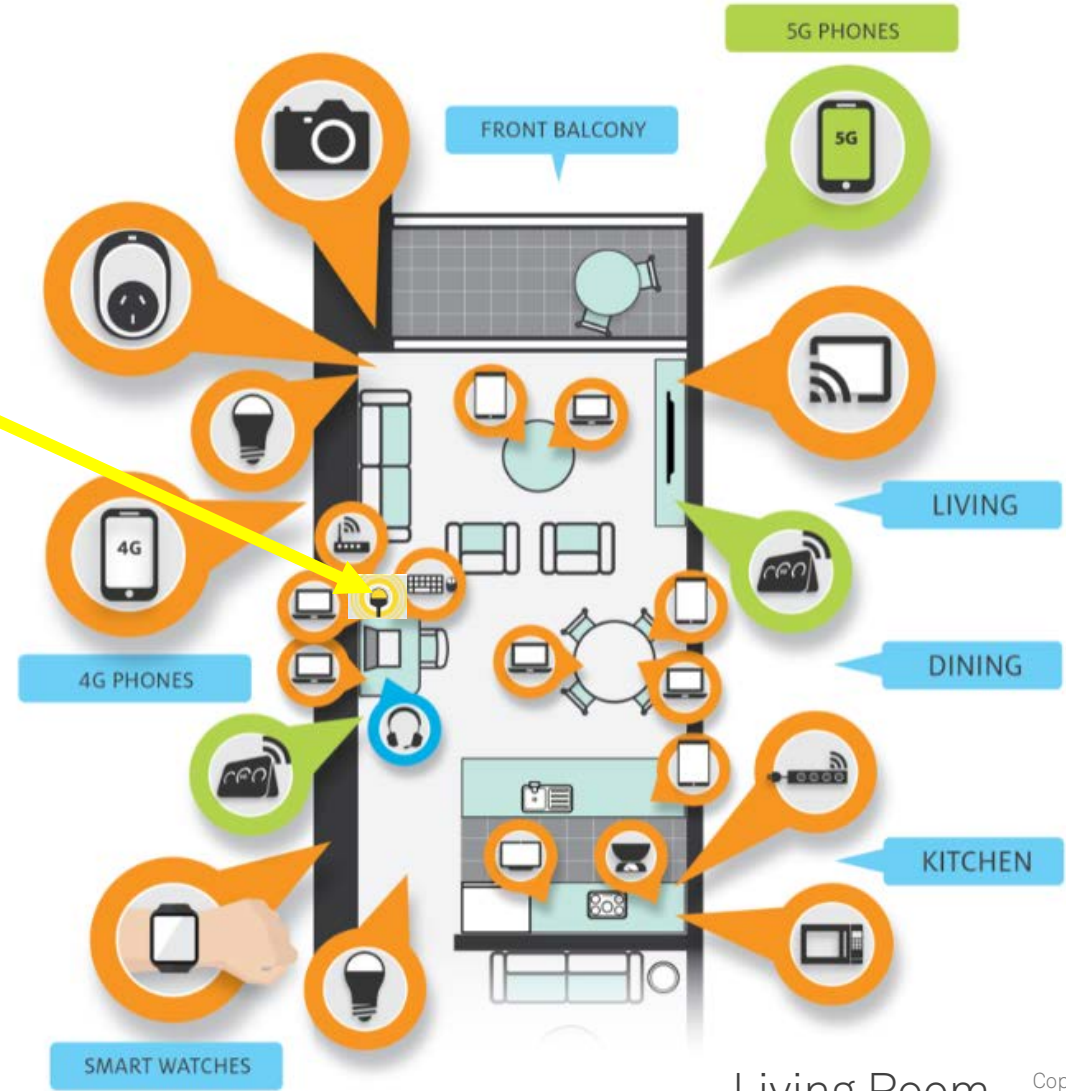 5G PHONES
FRONT BALCONY
5G
LIVING
4G
DINING
4G PHONES
KITCHEN
SMART WATCHES
Living Room